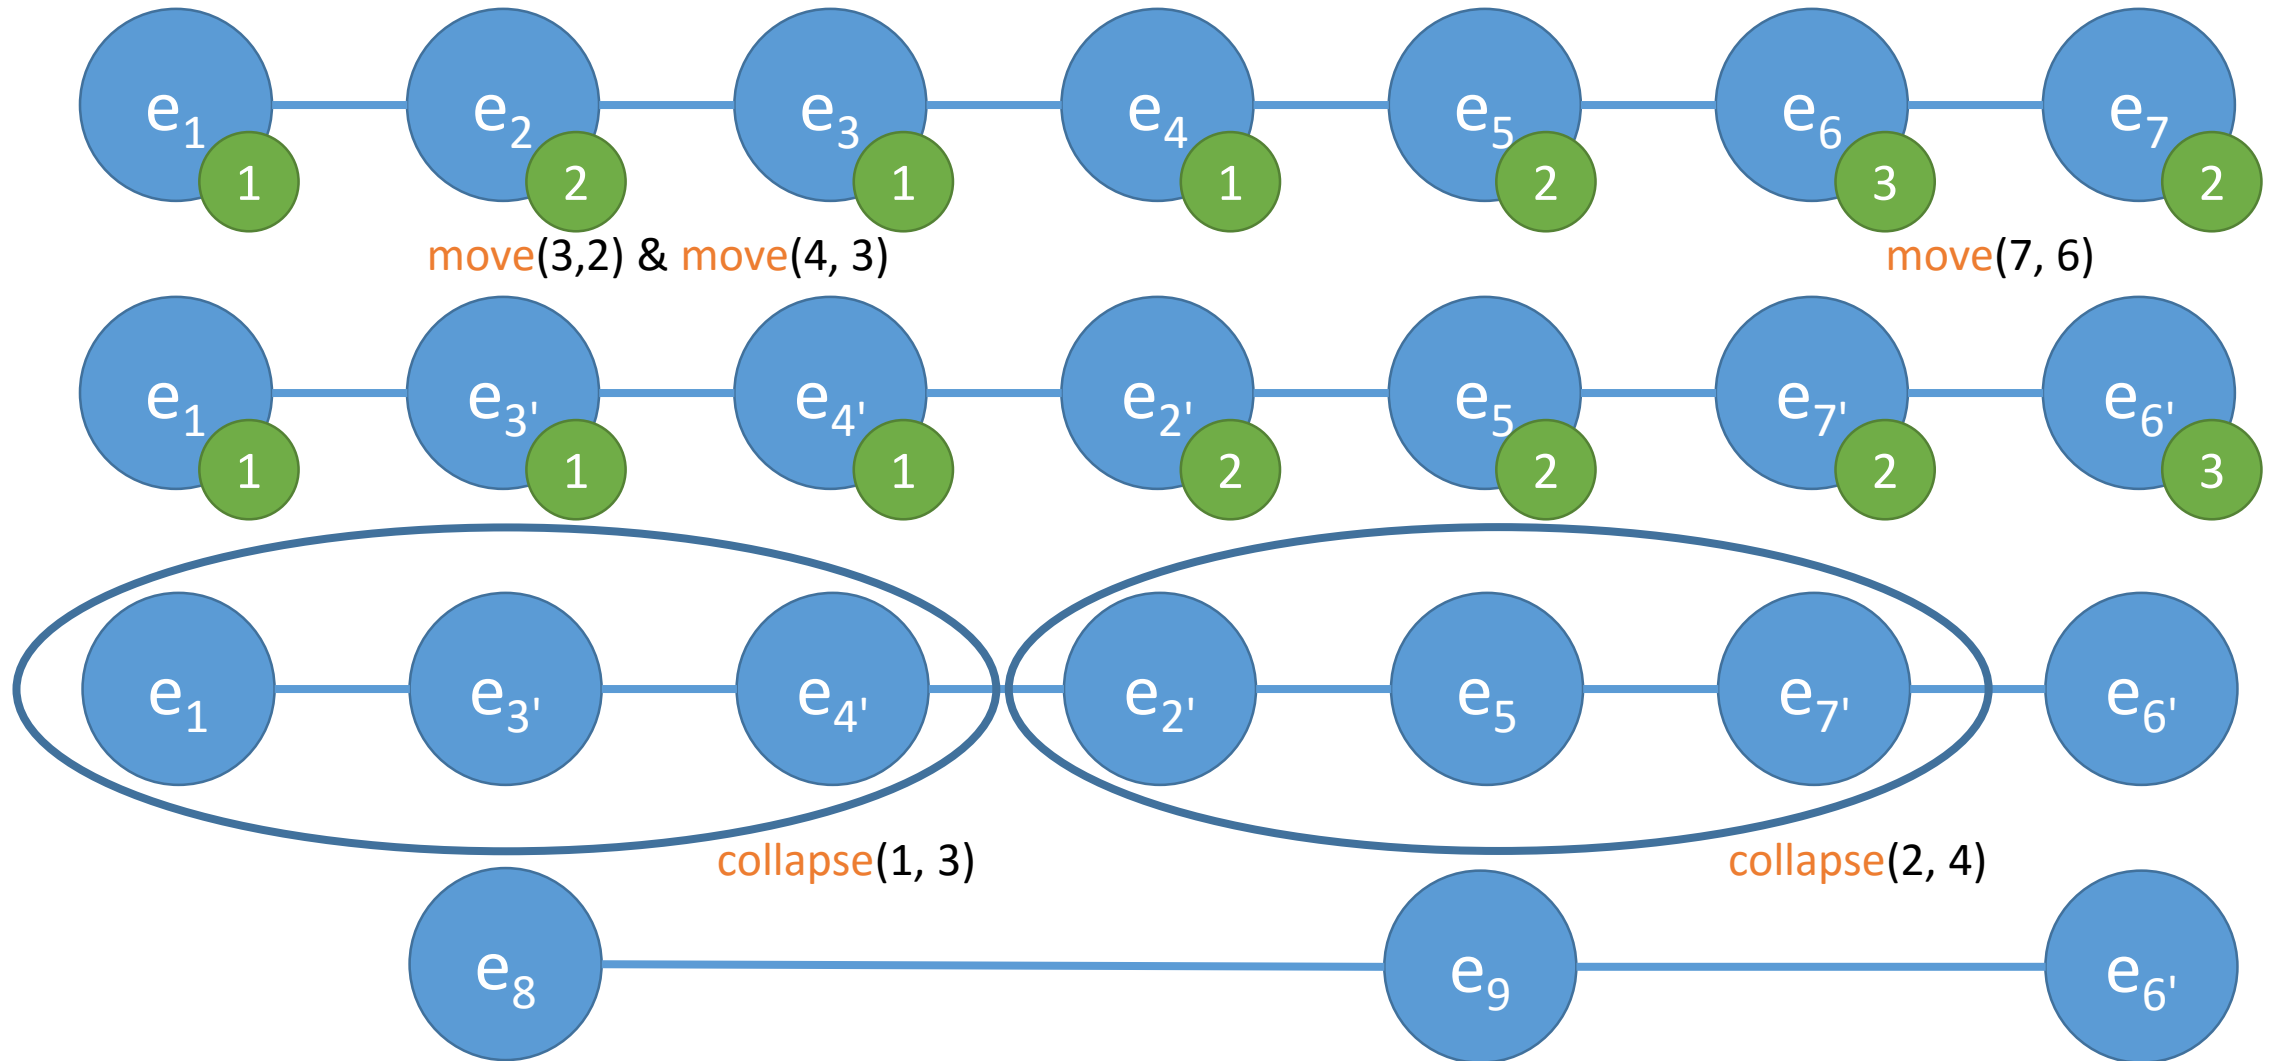 e1 e2 e3 e4 e5 e6 e7
1 2 1 1 2 3 2
move(3,2) & move(4, 3) move(7, 6)
e1 e3' e4' e2' e5 e7' e6'
1 1 1 2 2 2 3
e1 e3' e4' e2' e5 e7' e6'
collapse(1, 3) collapse(2, 4)
e8 e9 e6'